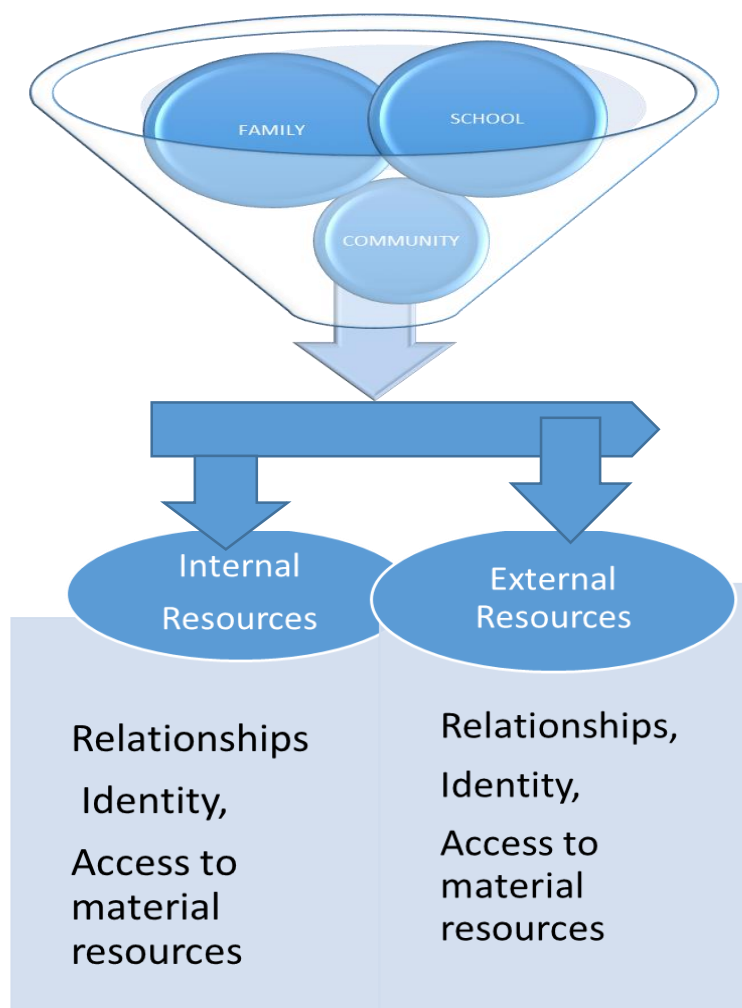 FAMILY
SCHOOL
COMMUNITY
Internal
Resources
External
Resources
Relationships
Identity,
Access to
material
resources
Relationships,
Identity,
Access to
material
resources